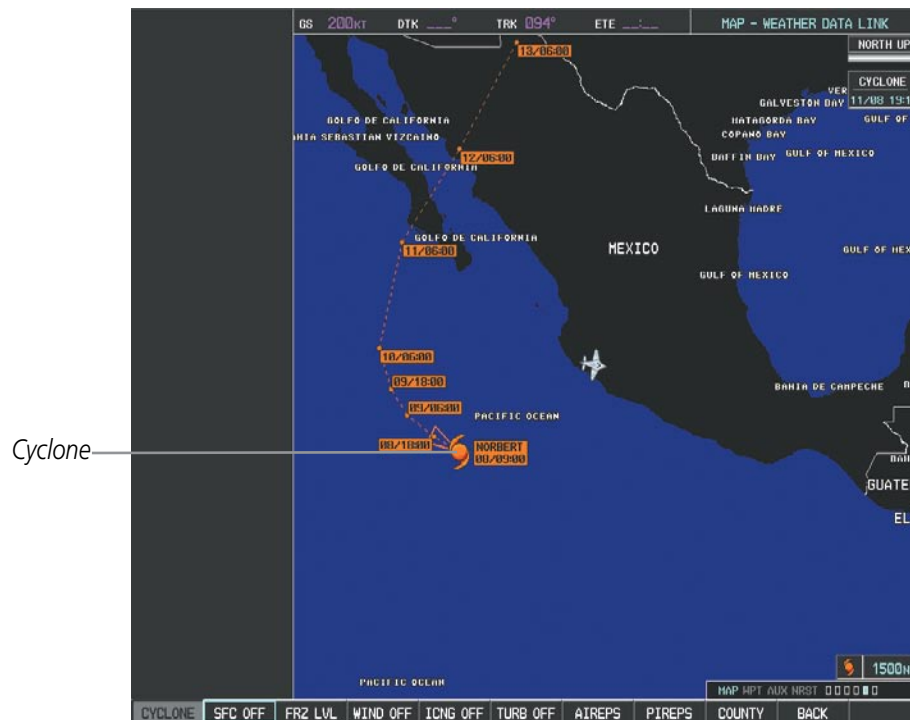 GS 200KT DTK ___° TRK 094° ETE __:__ MAP - WEATHER DATA LINK
13/06:00
NORTH UP
CYCLONE
VER
GALVESTON BAY
11/08 19:1
GOLFO DE CALIFORNIA
MATAGORDA BAY
GULF OF
AHIA SEBASTIAN VIZCAINO
COPANO BAY
12/06:00
BAFFIN BAY
GULF OF MEXICO
GOLFO DE CALIFORNIA
LAGUNA MADRE
GOLFO DE CALIFORNIA
11/06:00
MEXICO
GULF OF MEX
GULF OF MEXICO
10/06:00
09/18:00
BAHIA DE CAMPECHE
09/06:00
PACIFIC OCEAN
08/18:00
NORBERT
08/09:00
Cyclone
BAH
GUATE
EL
1500N
PACIFIC OCEAN
MAP WPT AUX NRST
CYCLONE SFC OFF FRZ LVL WIND OFF ICNG OFF TURB OFF AIREPS PIREPS COUNTY BACK